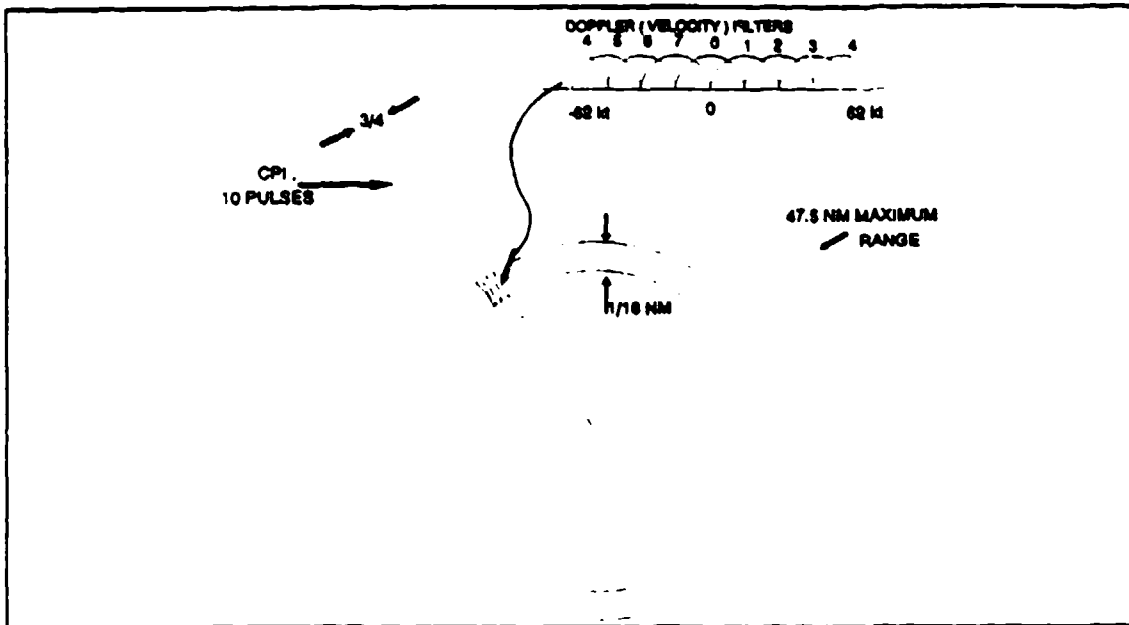 DOPPLER (VELOCITY) FILTERS
4 5 6 7 0 1 2 3 4
-62 kt 0 62 kt
3/4
CPI
10 PULSES
47.5 NM MAXIMUM
RANGE
1/16 NM